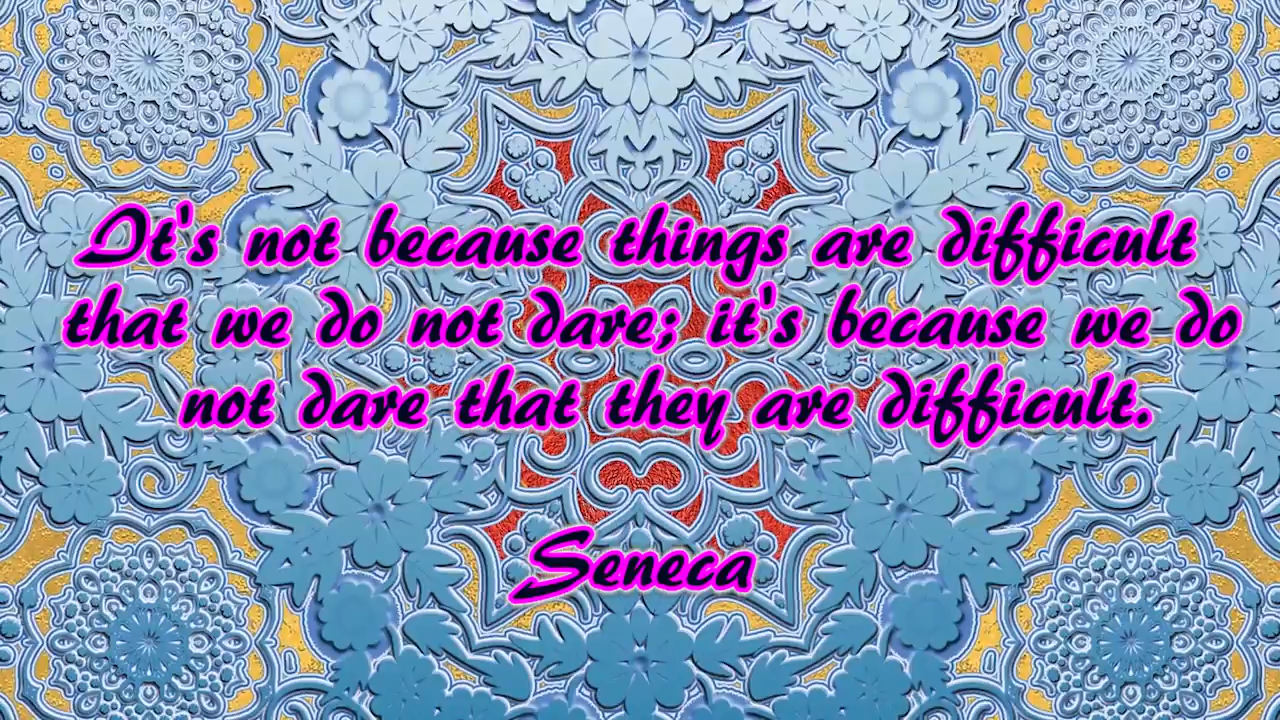 It's not because things are difficult
that we do not dare; it's because we do
not dare that they are difficult.
Seneca